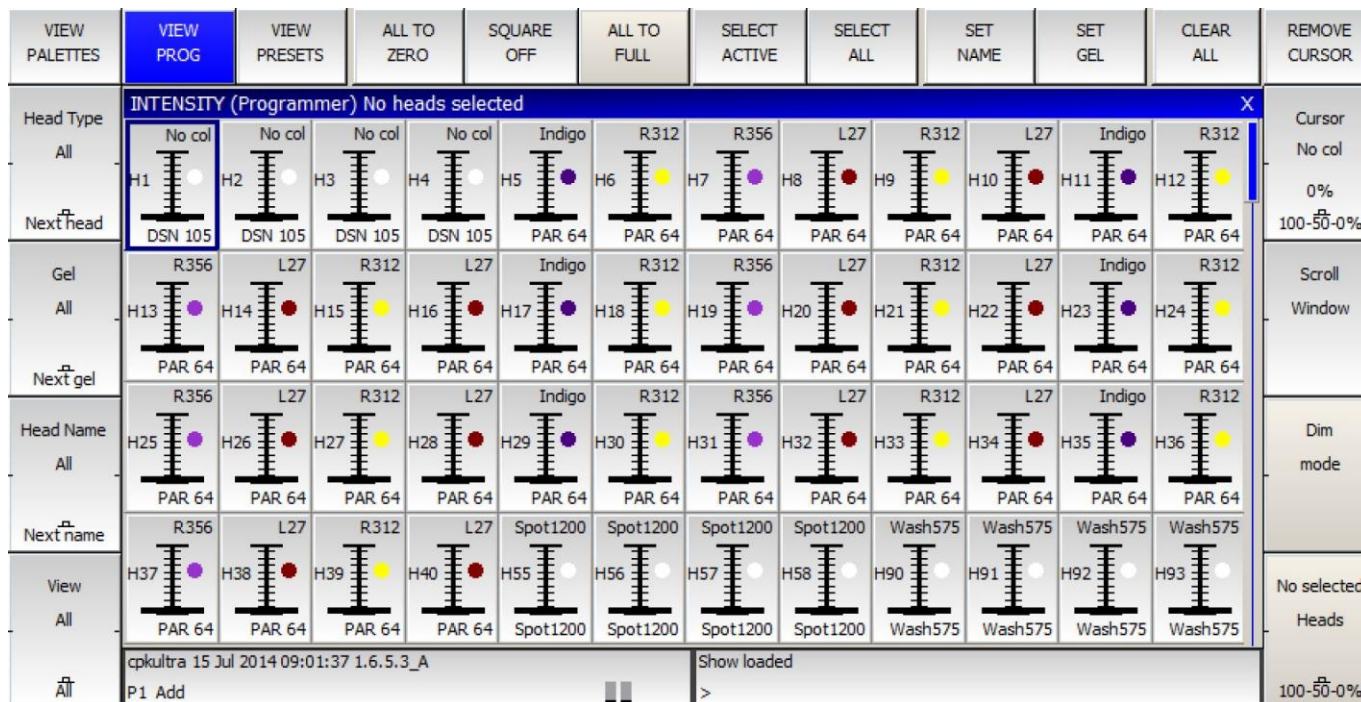 VIEW
PALETTES
VIEW
PROG
VIEW
PRESETS
ALL TO
ZERO
SQUARE
OFF
ALL TO
FULL
SELECT
ACTIVE
SELECT
ALL
SET
NAME
SET
GEL
CLEAR
ALL
REMOVE
CURSOR
Head Type
All
Next head
Gel
All
Next gel
Head Name
All
Next name
View
All
All
INTENSITY (Programmer) No heads selected X
No col No col No col No col Indigo R312 R356 L27 R312 L27 Indigo R312
H1 H2 H3 H4 H5 H6 H7 H8 H9 H10 H11 H12
DSN 105 DSN 105 DSN 105 DSN 105 PAR 64 PAR 64 PAR 64 PAR 64 PAR 64 PAR 64 PAR 64 PAR 64
R356 L27 R312 L27 Indigo R312 R356 L27 R312 L27 Indigo R312
H13 H14 H15 H16 H17 H18 H19 H20 H21 H22 H23 H24
PAR 64 PAR 64 PAR 64 PAR 64 PAR 64 PAR 64 PAR 64 PAR 64 PAR 64 PAR 64 PAR 64 PAR 64
R356 L27 R312 L27 Indigo R312 R356 L27 R312 L27 Indigo R312
H25 H26 H27 H28 H29 H30 H31 H32 H33 H34 H35 H36
PAR 64 PAR 64 PAR 64 PAR 64 PAR 64 PAR 64 PAR 64 PAR 64 PAR 64 PAR 64 PAR 64 PAR 64
R356 L27 R312 L27 Spot1200 Spot1200 Spot1200 Spot1200 Wash575 Wash575 Wash575 Wash575
H37 H38 H39 H40 H55 H56 H57 H58 H90 H91 H92 H93
PAR 64 PAR 64 PAR 64 PAR 64 Spot1200 Spot1200 Spot1200 Spot1200 Wash575 Wash575 Wash575 Wash575
cpkultra 15 Jul 2014 09:01:37 1.6.5.3_A
P1 Add
Show loaded
>
Cursor
No col
0%
100-50-0%
Scroll
Window
Dim
mode
No selected
Heads
100-50-0%